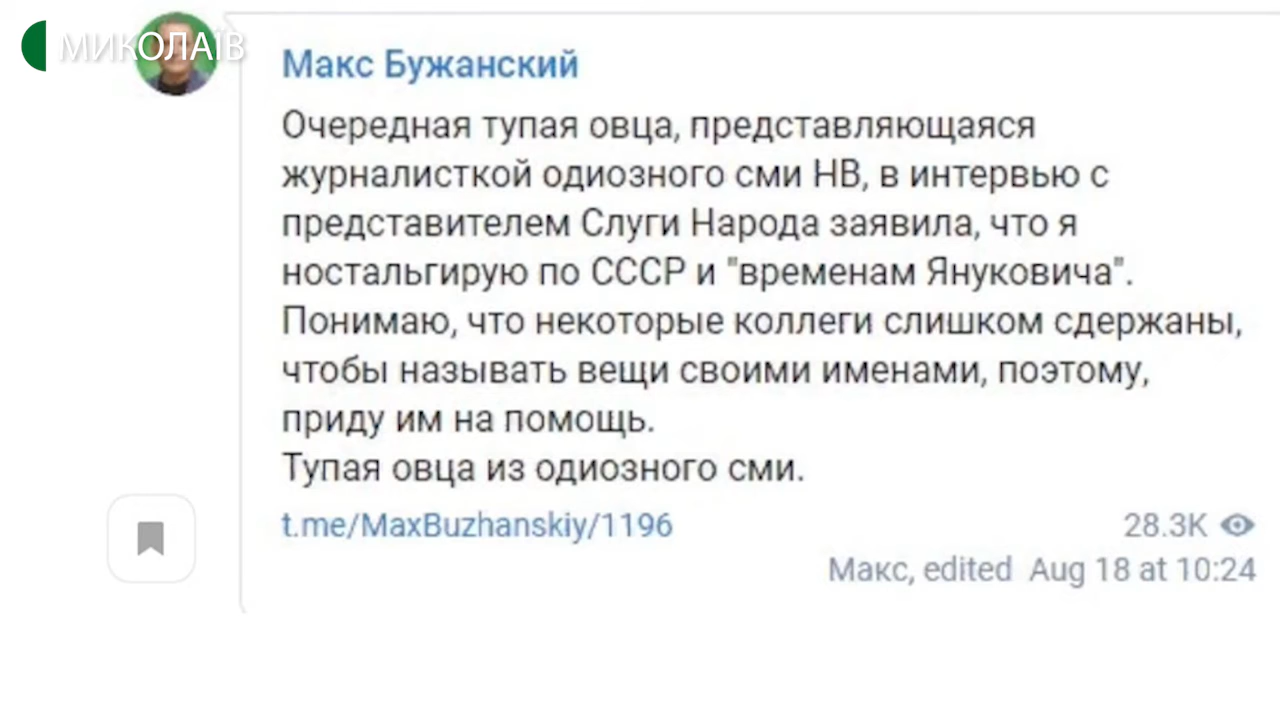 МИКОЛАЇВ
Макс Бужанский
Очередная тупая овца, представляющаяся
журналисткой одиозного сми НВ, в интервью с
представителем Слуги Народа заявила, что я
ностальгирую по СССР и "временам Януковича".
Понимаю, что некоторые коллеги слишком сдержаны,
чтобы называть вещи своими именами, поэтому,
приду им на помощь.
Тупая овца из одиозного сми.
t.me/MaxBuzhanskiy/1196 28.3K
Макс, edited Aug 18 at 10:24